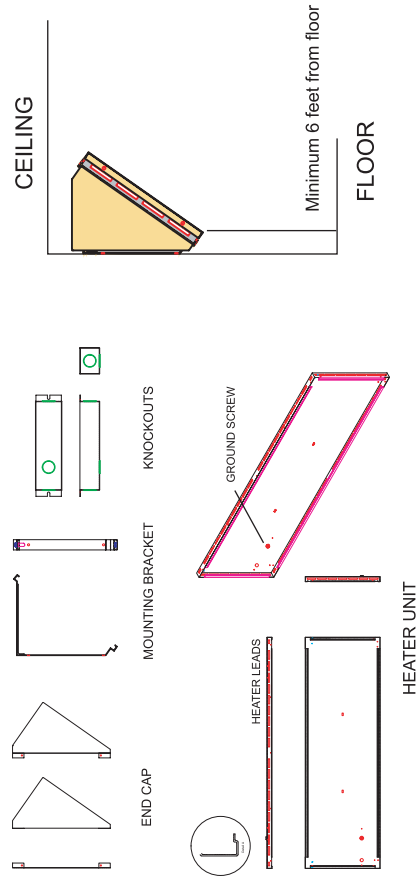 CEILING
Minimum 6 feet from floor
FLOOR
KNOCKOUTS
MOUNTING BRACKET
END CAP
GROUND SCREW
HEATER LEADS
HEATER UNIT